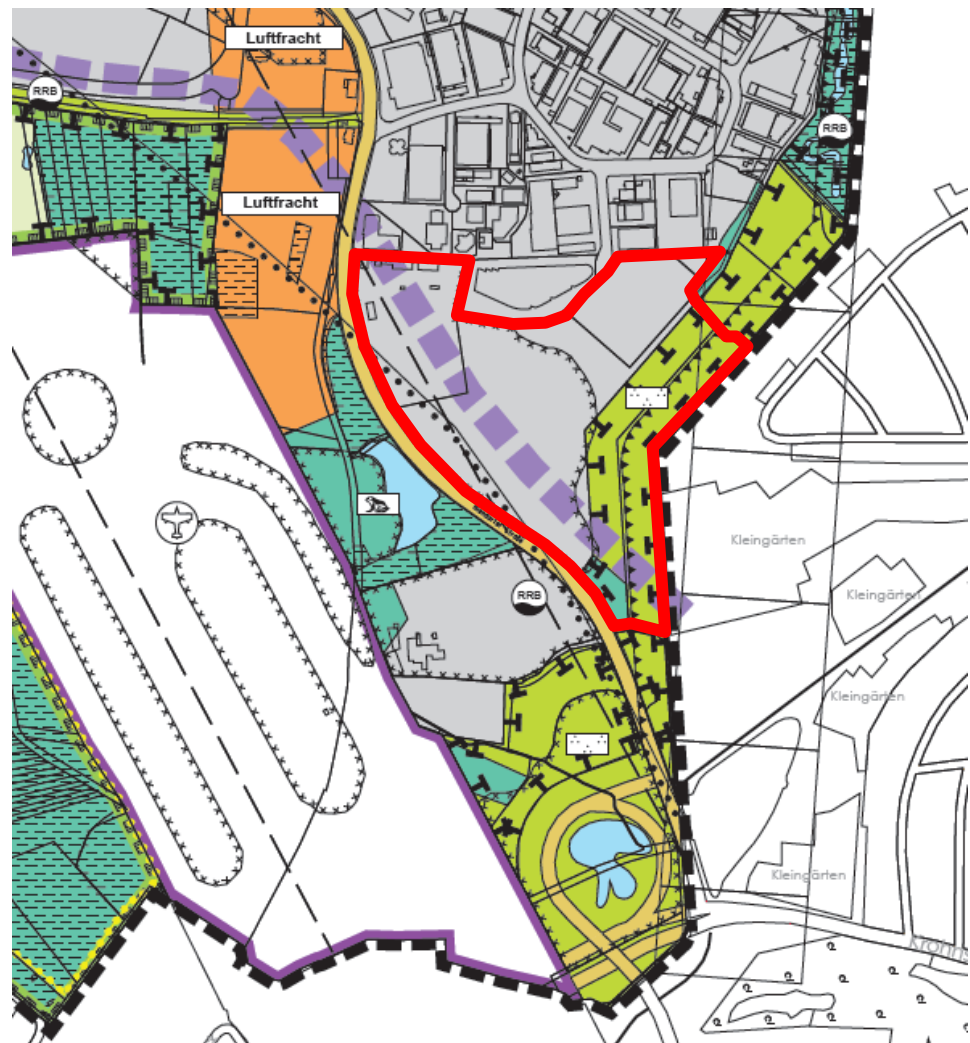 Luftfracht
RRB
RRB
Luftfracht
Kleingärten
RRB
Kleingärten
Kleingärten
Kleingärten